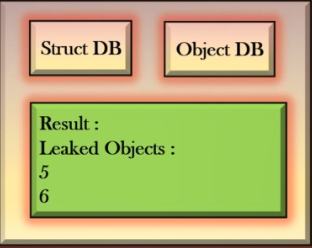 Struct DB
Object DB
Result :
Leaked Objects :
5
6